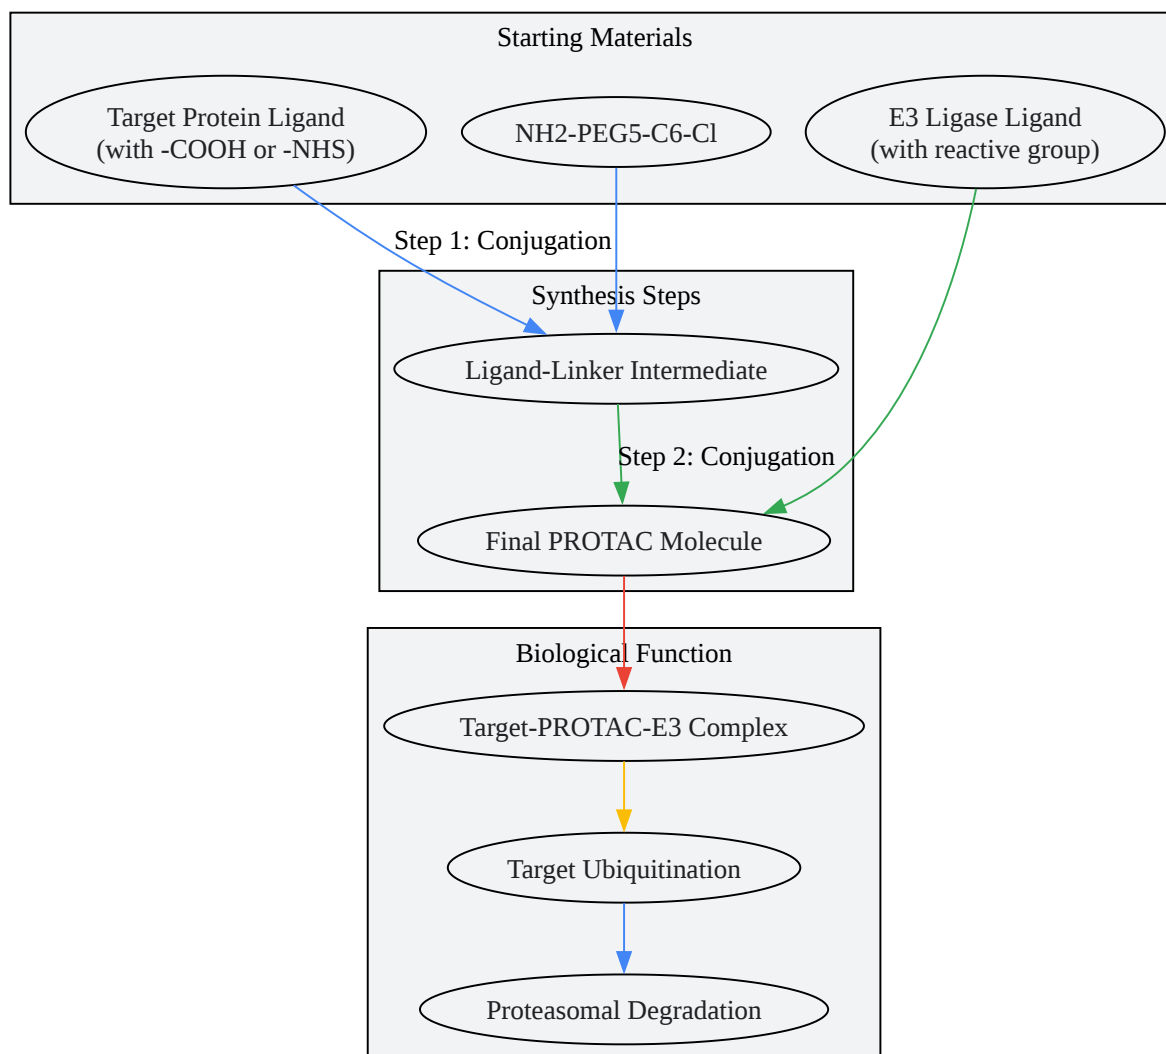 Starting Materials
Target Protein Ligand
(with -COOH or -NHS)
NH2-PEG5-C6-Cl
E3 Ligase Ligand
(with reactive group)
Step 1: Conjugation
Synthesis Steps
Ligand-Linker Intermediate
Step 2: Conjugation
Final PROTAC Molecule
Biological Function
Target-PROTAC-E3 Complex
Target Ubiquitination
Proteasomal Degradation